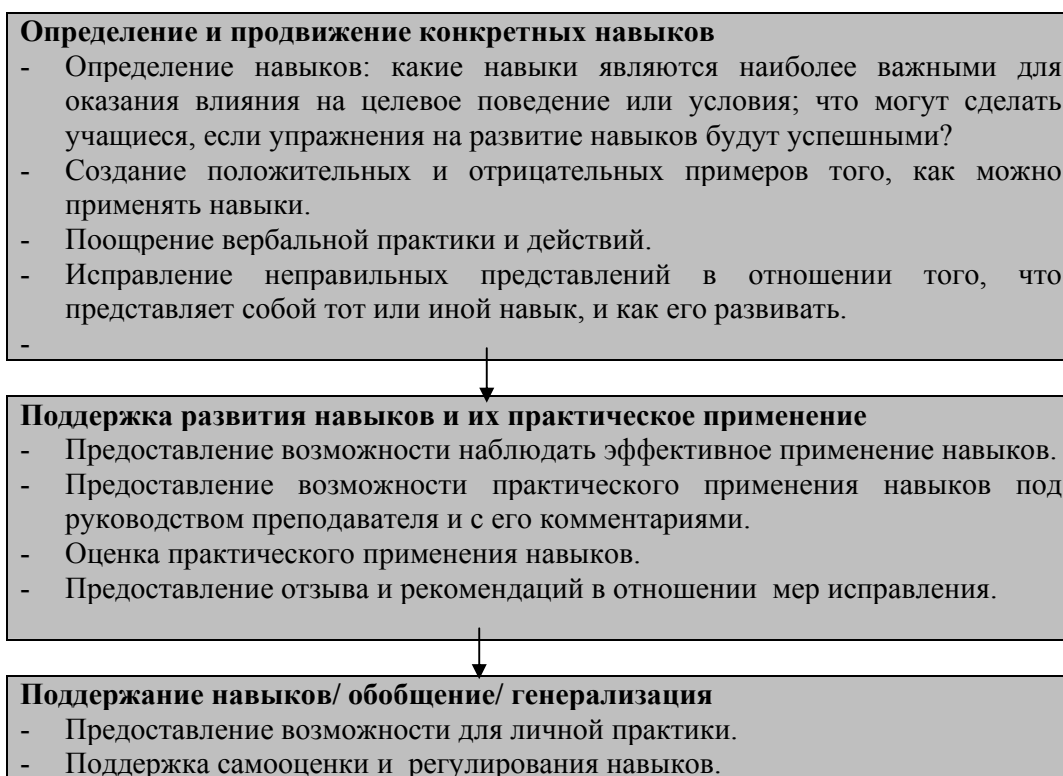 Определение и продвижение конкретных навыков
- Определение навыков: какие навыки являются наиболее важными для
оказания влияния на целевое поведение или условия; что могут сделать
учащиеся, если упражнения на развитие навыков будут успешными?
- Создание положительных и отрицательных примеров того, как можно
применять навыки.
- Поощрение вербальной практики и действий.
- Исправление неправильных представлений в отношении того, что
представляет собой тот или иной навык, и как его развивать.
-
Поддержка развития навыков и их практическое применение
- Предоставление возможности наблюдать эффективное применение навыков.
- Предоставление возможности практического применения навыков под
руководством преподавателя и с его комментариями.
- Оценка практического применения навыков.
- Предоставление отзыва и рекомендаций в отношении мер исправления.
Поддержание навыков/ обобщение/ генерализация
- Предоставление возможности для личной практики.
- Поддержка самооценки и регулирования навыков.